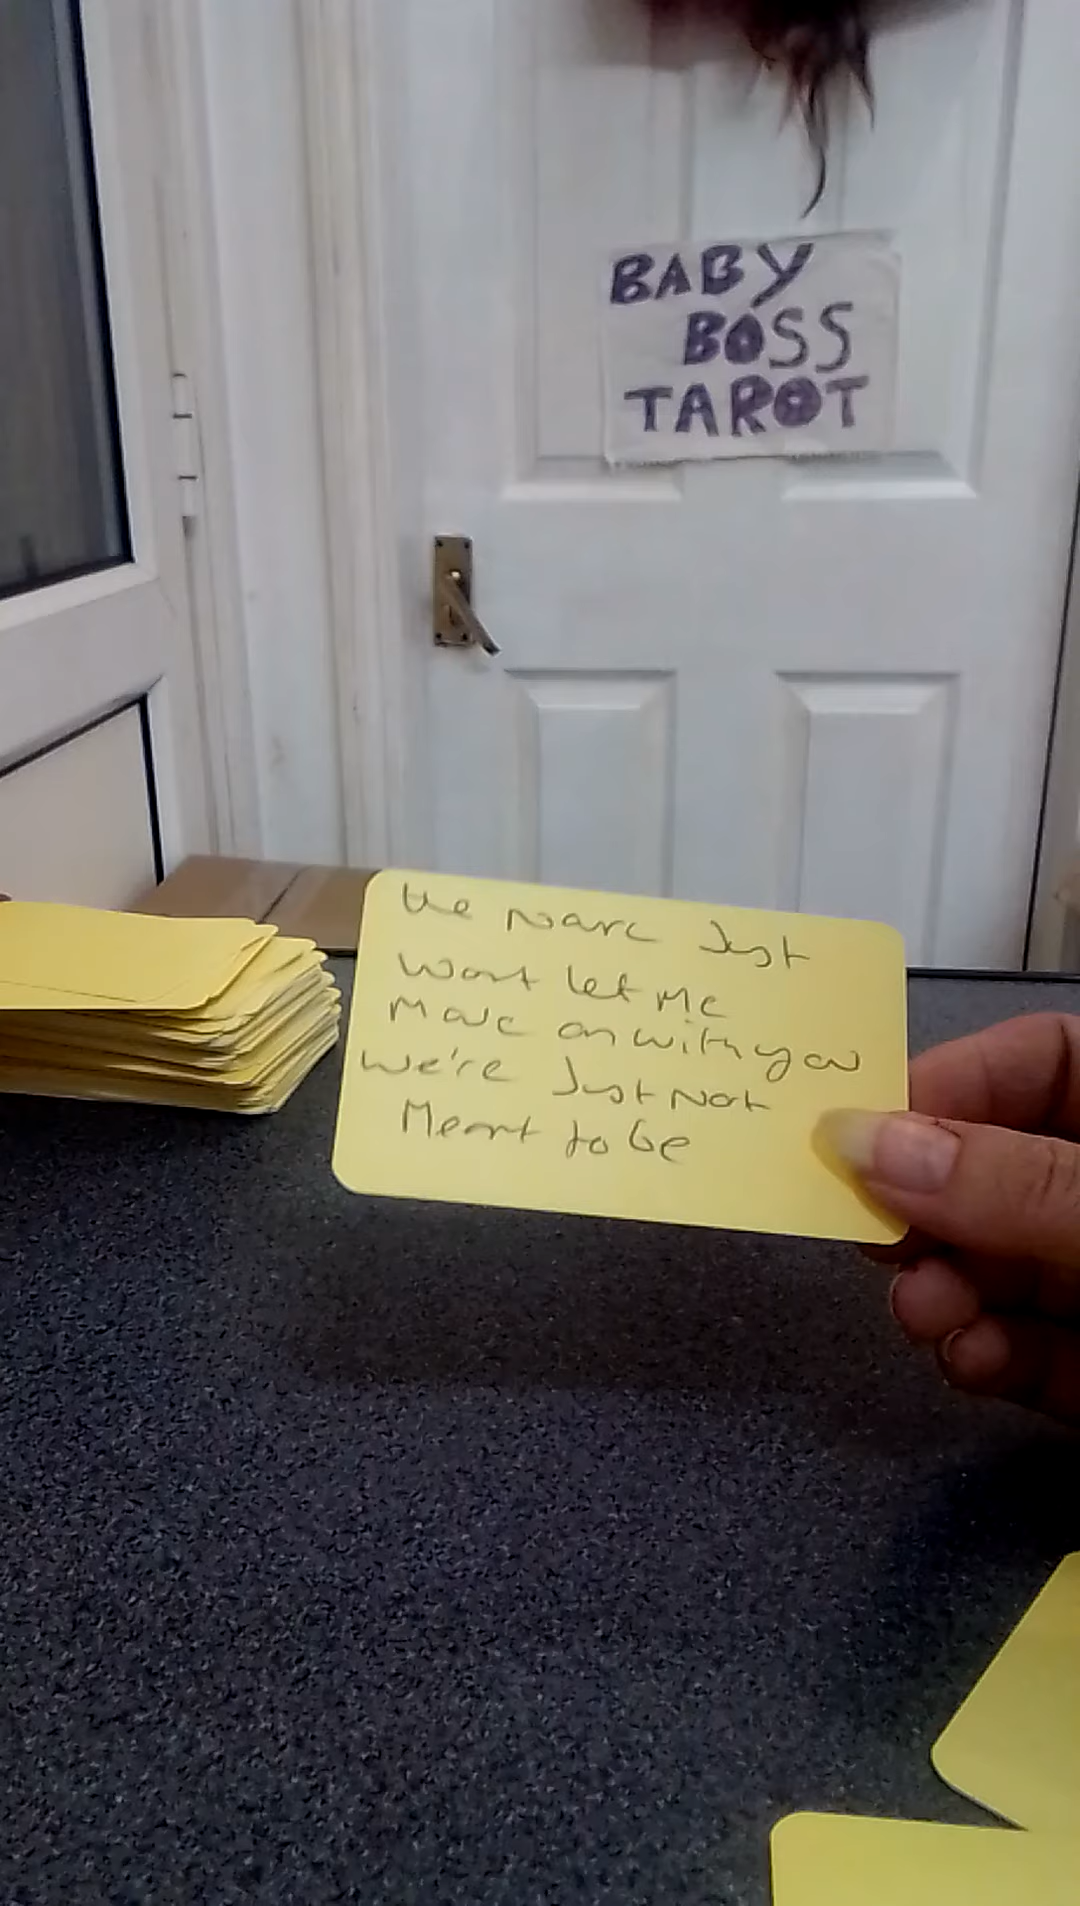 BABY
BOSS
TAROT
the Narc Just
wont let me
Move on with you
we're Just Not
Meant to be